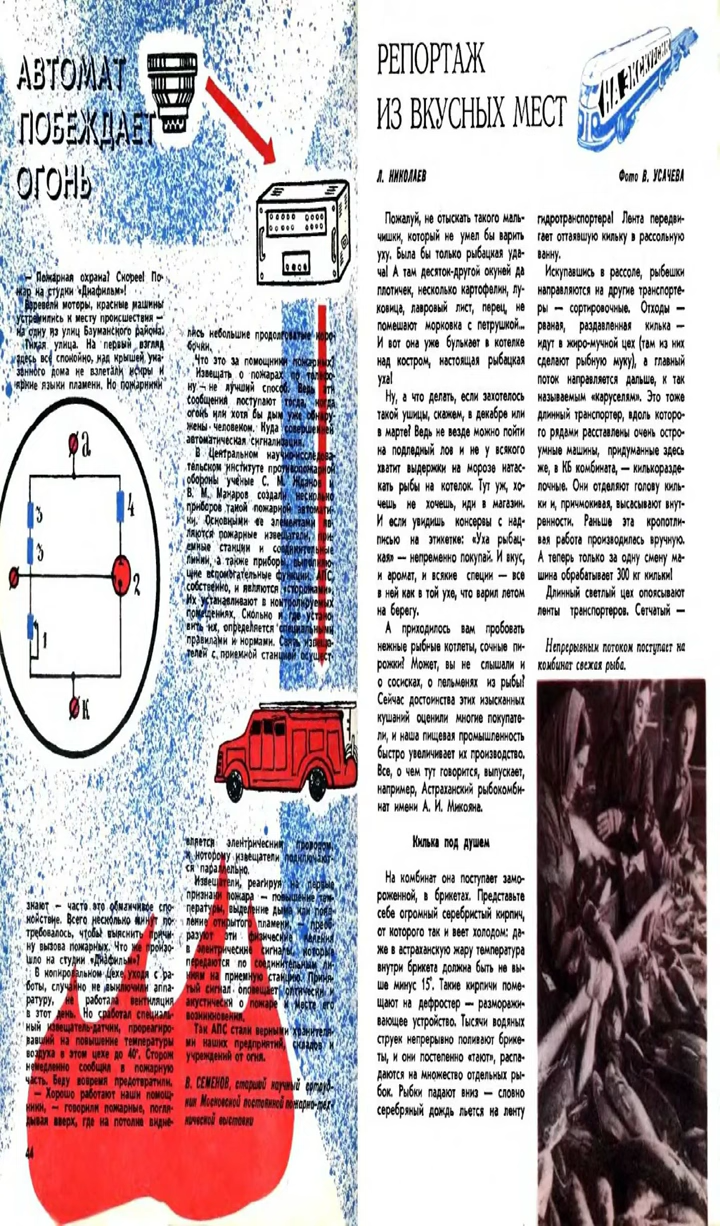 АВТОМАТ
ПОБЕЖДАЕТ
ОГОНЬ
— Пожарная охрана? Скорее! По-
жар на студии «Диафильм»!
Взревели моторы, красные машины
устремились к месту происшествия —
на одну из улиц Бауманского района.
Тихая улица. На первый взгляд
здесь всё спокойно, над крышей ука-
занного дома не взлетали искры и
яркие языки пламени. Но пожарники
а
3
3
4
2
1
к
знают — часто это обманчивое спо-
койствие. Всего несколько минут по-
требовалось, чтобы выяснить причи-
ну вызова пожарных. Что же произо-
шло на студии «Диафильм»?
В копировальном цехе, уходя с ра-
боты, случайно не выключили аппа-
ратуру, а работала вентиляция
в этот день. Но сработал специаль-
ный извещатель-датчик, прореагиро-
вавший на повышение температуры
воздуха в этом цехе до 40°. Сторож
немедленно сообщил в пожарную
часть. Беду вовремя предотвратили.
— Хорошо работают наши помощ-
ники, — говорили пожарные, погля-
дывая вверх, где на потолке видне-
44
лись небольшие продолговатые коро-
бочки.
Что это за помощники пожарных?
Извещать о пожарах по телефо-
ну — не лучший способ. Ведь эти
сообщения поступают тогда, когда
огонь или хотя бы дым уже обнару-
жены человеком. Куда совершенней
автоматическая сигнализация.
В Центральном научно-исследова-
тельском институте противопожарной
обороны учёные С. М. Жданов и
В. М. Макаров создали несколько
приборов такой пожарной автомати-
ки. Основными ее элементами яв-
ляются пожарные извещатели, при-
емные станции и соединительные
линии, а также приборы, выполняю-
щие вспомогательные функции. АПС,
собственно, и являются «сторожами».
Их устанавливают в контролируемых
помещениях. Сколько и где устано-
вить их, определяется специальными
правилами и нормами. Связь извеща-
телей с приемной станцией осущест-
вляется электрическим проводом,
к которому извещатели подключают-
ся параллельно.
Извещатели, реагируя на первые
признаки пожара — повышение тем-
пературы, выделение дыма или появ-
ление открытого пламени, — преоб-
разуют эти физические явления
в электрические сигналы, которые
передаются по соединительным ли-
ниям на приемную станцию. Приня-
тый сигнал оповещает оптически и
акустически о пожаре и месте его
возникновения.
Так АПС стали верными хранителя-
ми наших предприятий, складов и
учреждений от огня.
В. СЕМЕНОВ, старший научный сотруд-
ник Московской постоянной пожарно-тех-
нической выставки
РЕПОРТАЖ
ИЗ ВКУСНЫХ МЕСТ
НА ЭКСКУРСИЮ
Л. НИКОЛАЕВ
Фото В. УСАЧЕВА
Пожалуй, не отыскать такого маль-
чишки, который не умел бы варить
уху. Была бы только рыбацкая уда-
ча! А там десяток-другой окуней да
плотичек, несколько картофелин, лу-
ковица, лавровый лист, перец, не
помешают морковка с петрушкой...
И вот она уже булькает в котелке
над костром, настоящая рыбацкая
уха!
Ну, а что делать, если захотелось
такой ушицы, скажем, в декабре или
в марте? Ведь не везде можно пойти
на подледный лов и не у всякого
хватит выдержки на морозе натас-
кать рыбы на котелок. Тут уж, хо-
чешь не хочешь, иди в магазин.
И если увидишь консервы с над-
писью на этикетке: «Уха рыбац-
кая» — непременно покупай. И вкус,
и аромат, и всякие специи — все
в ней как в той ухе, что варил летом
на берегу.
А приходилось вам пробовать
нежные рыбные котлеты, сочные пи-
рожки? Может, вы не слышали и
о сосисках, о пельменях из рыбы?
Сейчас достоинства этих изысканных
кушаний оценили многие покупате-
ли, и наша пищевая промышленность
быстро увеличивает их производство.
Все, о чем тут говорится, выпускает,
например, Астраханский рыбокомби-
нат имени А. И. Микояна.
Килька под душем
На комбинат она поступает замо-
роженной, в брикетах. Представьте
себе огромный серебристый кирпич,
от которого так и веет холодом: да-
же в астраханскую жару температура
внутри брикета должна быть не вы-
ше минус 15°. Такие кирпичи поме-
щают на дефростер — разморажи-
вающее устройство. Тысячи водяных
струек непрерывно поливают брике-
ты, и они постепенно «тают», распа-
даются на множество отдельных ры-
бок. Рыбки падают вниз — словно
серебряный дождь льется на ленту
гидротранспортера! Лента передви-
гает оттаявшую кильку в рассольную
ванну.
Искупавшись в рассоле, рыбешки
направляются на другие транспорте-
ры — сортировочные. Отходы —
рваная, раздавленная килька —
идут в жиро-мучной цех (там из них
сделают рыбную муку), а главный
поток направляется дальше, к так
называемым «каруселям». Это тоже
длинный транспортер, вдоль которо-
го рядами расставлены очень остро-
умные машины, придуманные здесь
же, в КБ комбината, — килькоразде-
лочные. Они отделяют голову киль-
ки и, причмокивая, высасывают внут-
ренности. Раньше эта кропотли-
вая работа производилась вручную.
А теперь только за одну смену ма-
шина обрабатывает 300 кг кильки!
Длинный светлый цех опоясывают
ленты транспортеров. Сетчатый —
Непрерывным потоком поступает на
комбинат свежая рыба.